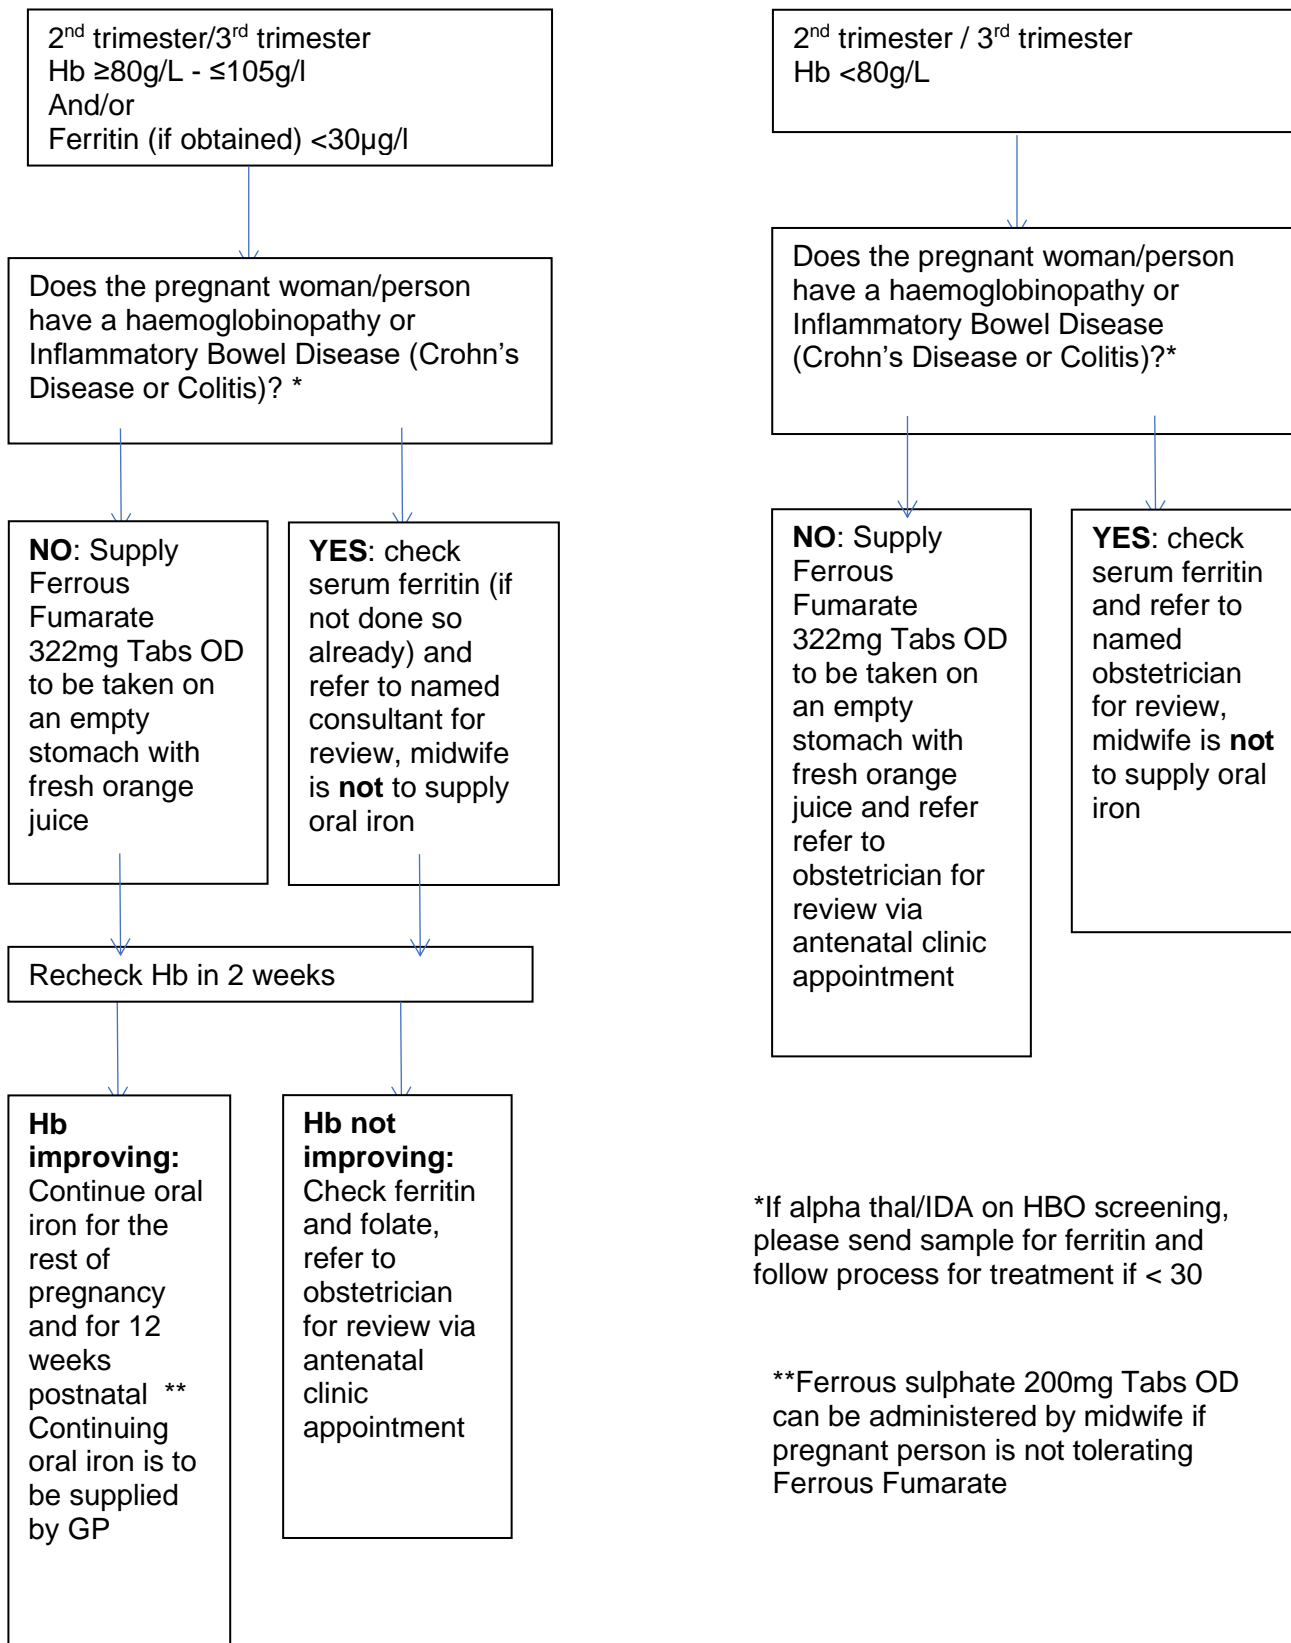 2nd trimester/3rd trimester
Hb ≥80g/L - ≤105g/l
And/or
Ferritin (if obtained) <30µg/l
2nd trimester / 3rd trimester
Hb <80g/L
Does the pregnant woman/person
have a haemoglobinopathy or
Inflammatory Bowel Disease (Crohn's
Disease or Colitis)? *
Does the pregnant woman/person
have a haemoglobinopathy or
Inflammatory Bowel Disease
(Crohn's Disease or Colitis)?*
NO: Supply
Ferrous
Fumarate
322mg Tabs OD
to be taken on
an empty
stomach with
fresh orange
juice
YES: check
serum ferritin (if
not done so
already) and
refer to named
consultant for
review, midwife
is not to supply
oral iron
NO: Supply
Ferrous
Fumarate
322mg Tabs OD
to be taken on
an empty
stomach with
fresh orange
juice and refer
refer to
obstetrician for
review via
antenatal clinic
appointment
YES: check
serum ferritin
and refer to
named
obstetrician
for review,
midwife is not
to supply oral
iron
Recheck Hb in 2 weeks
Hb
improving:
Continue oral
iron for the
rest of
pregnancy
and for 12
weeks
postnatal **
Continuing
oral iron is to
be supplied
by GP
Hb not
improving:
Check ferritin
and folate,
refer to
obstetrician
for review via
antenatal
clinic
appointment
*If alpha thal/IDA on HBO screening,
please send sample for ferritin and
follow process for treatment if < 30
**Ferrous sulphate 200mg Tabs OD
can be administered by midwife if
pregnant person is not tolerating
Ferrous Fumarate